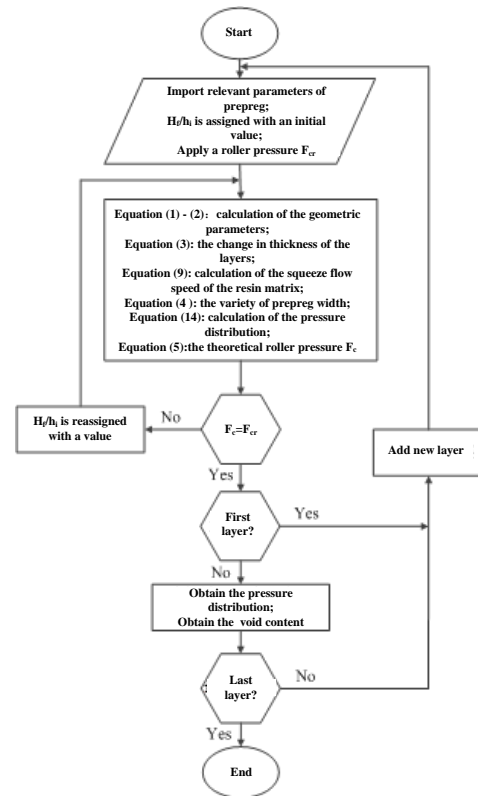 Start
Import relevant parameters of
prepreg;
Hf/hi is assigned with an initial
value;
Apply a roller pressure Fcr
Equation (1) - (2): calculation of the geometric
parameters;
Equation (3): the change in thickness of the
layers;
Equation (9): calculation of the squeeze flow
speed of the resin matrix;
Equation (4 ): the variety of prepreg width;
Equation (14): calculation of the pressure
distribution;
Equation (5):the theoretical roller pressure Fc
No
Hf/hi is reassigned
with a value
Fc=Fcr
Add new layer
Yes
First
layer?
Yes
No
Obtain the pressure
distribution;
Obtain the void content
Last
layer?
No
Yes
End